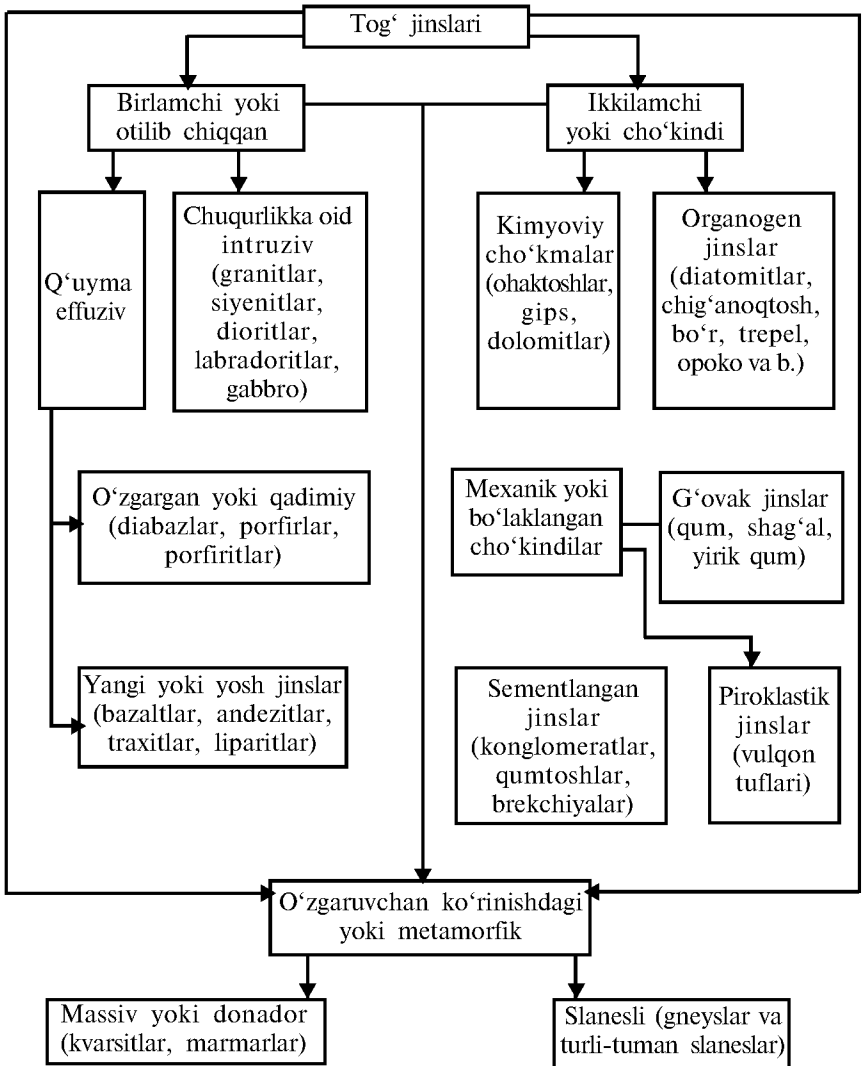 Tog‘ jinslari
Birlamchi yoki
otilib chiqqan
Ikkilamchi
yoki cho‘kindi
Q‘uyma
effuziv
Chuqurlikka oid
intruziv
(granitlar,
siyenitlar,
dioritlar,
labradoritlar,
gabbro)
Kimyoviy
cho‘kmalar
(ohaktoshlar,
gips,
dolomitlar)
Organogen
jinslar
(diatomitlar,
chig‘anoqtosh,
bo‘r, trepel,
opoko va b.)
O‘zgargan yoki qadimiy
(diabazlar, porfirlar,
porfiritlar)
Mexanik yoki
bo‘laklangan
cho‘kindilar
G‘ovak jinslar
(qum, shag‘al,
yirik qum)
Yangi yoki yosh jinslar
(bazaltlar, andezitlar,
traxitlar, liparitlar)
Sementlangan
jinslar
(konglomeratlar,
qumtoshlar,
brekchiyalar)
Piroklastik
jinslar
(vulqon
tuflari)
O‘zgaruvchan ko‘rinishdagi
yoki metamorfik
Massiv yoki donador
(kvarsitlar, marmarlar)
Slanesli (gneyslar va
turli-tuman slaneslar)